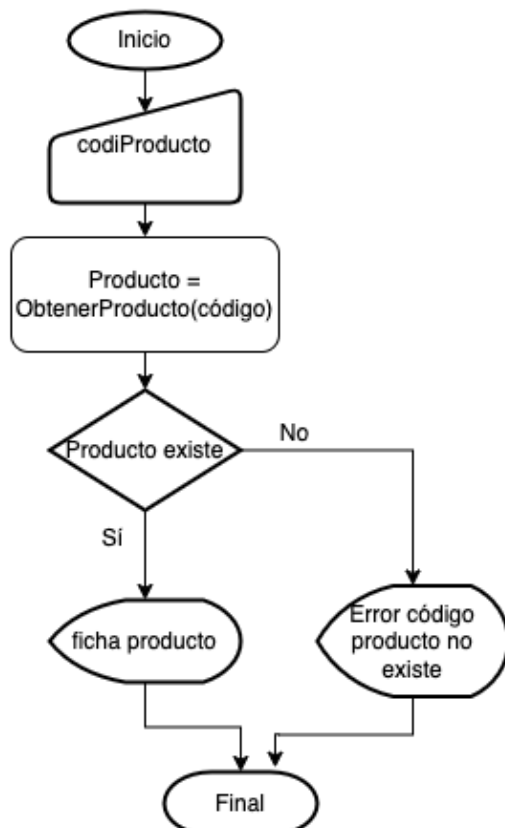 Inicio
codiProducto
Producto =
ObtenerProducto(código)
Producto existe
No
Sí
ficha producto
Error código
producto no
existe
Final